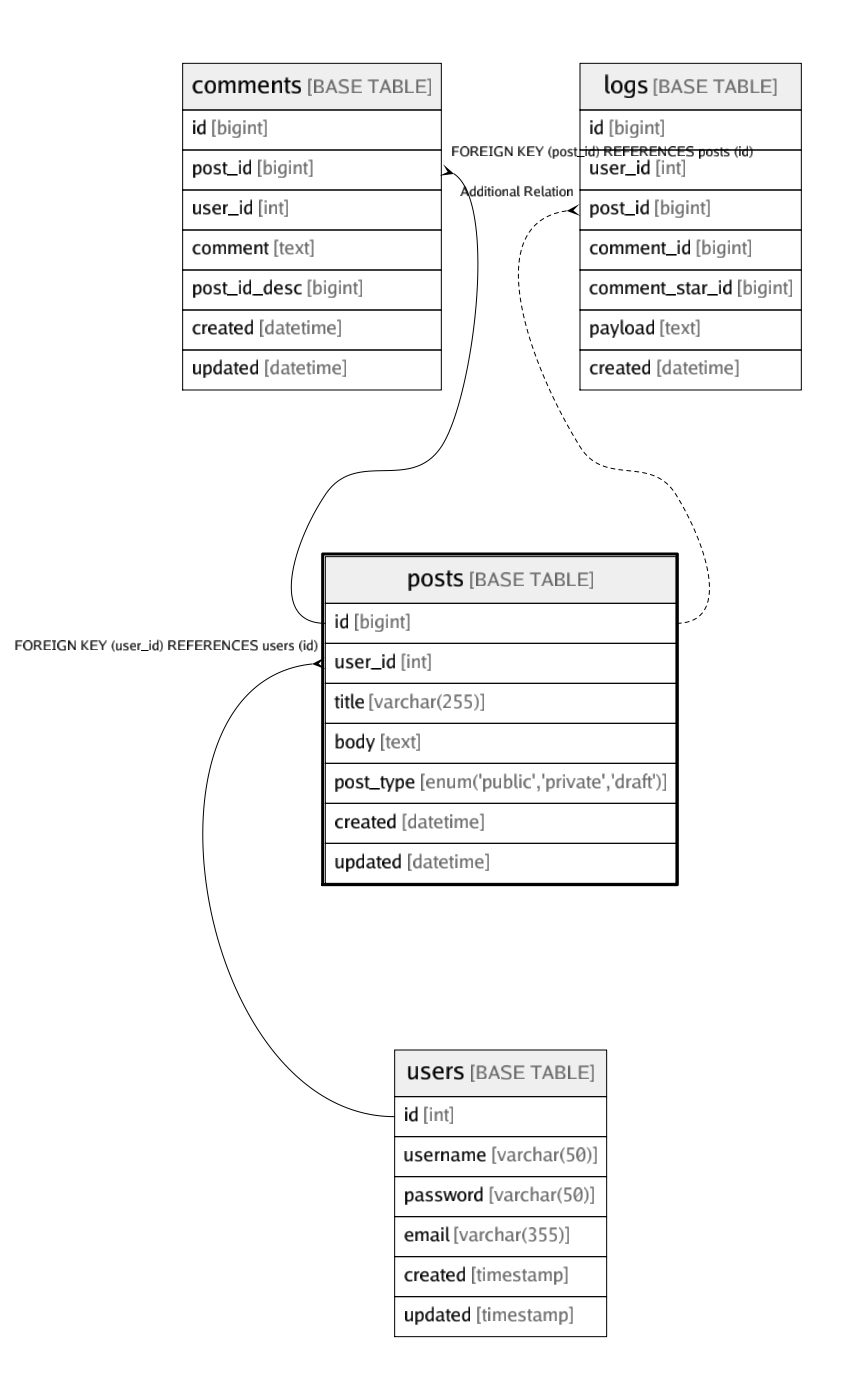 comments [BASE TABLE]
id [bigint]
post_id [bigint]
user_id [int]
comment [text]
post_id_desc [bigint]
created [datetime]
updated [datetime]
logs [BASE TABLE]
id [bigint]
user_id [int]
post_id [bigint]
comment_id [bigint]
comment_star_id [bigint]
payload [text]
created [datetime]
FOREIGN KEY (post_id) REFERENCES posts (id)
Additional Relation
posts [BASE TABLE]
id [bigint]
user_id [int]
title [varchar(255)]
body [text]
post_type [enum('public','private','draft')]
created [datetime]
updated [datetime]
FOREIGN KEY (user_id) REFERENCES users (id)
users [BASE TABLE]
id [int]
username [varchar(50)]
password [varchar(50)]
email [varchar(355)]
created [timestamp]
updated [timestamp]